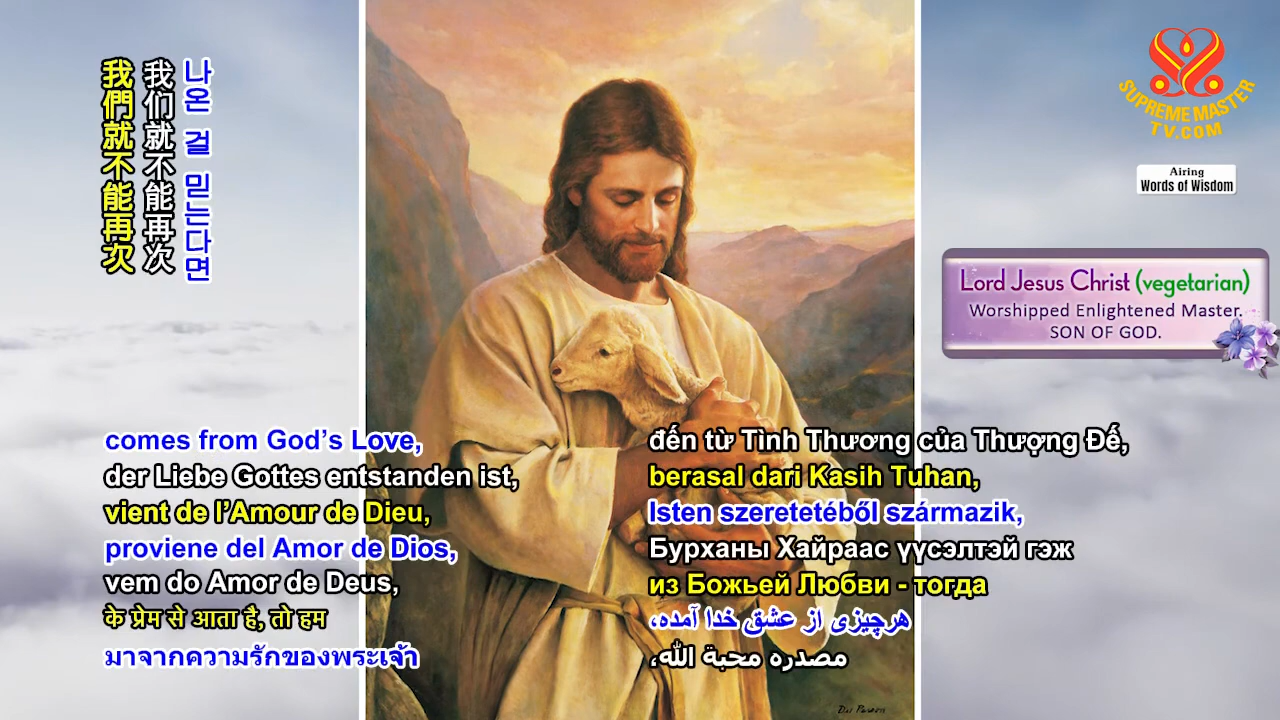 我們就不能再次
我们就不能再次
나온 걸 믿는다면
SUPREME MASTER
TV.COM
Airing
Words of Wisdom
Lord Jesus Christ (vegetarian)
Worshipped Enlightened Master.
SON OF GOD.
comes from God’s Love,
der Liebe Gottes entstanden ist,
vient de l’Amour de Dieu,
proviene del Amor de Dios,
vem do Amor de Deus,
के प्रेम से आता है, तो हम
มาจากความรักของพระเจ้า
đến từ Tình Thương của Thượng Đế,
berasal dari Kasih Tuhan,
Isten szeretetéből származik,
Бурханы Хайраас үүсэлтэй гэж
из Божьей Любви - тогда
هرچیزی از عشق خدا آمده،
مصدره محبة الله،